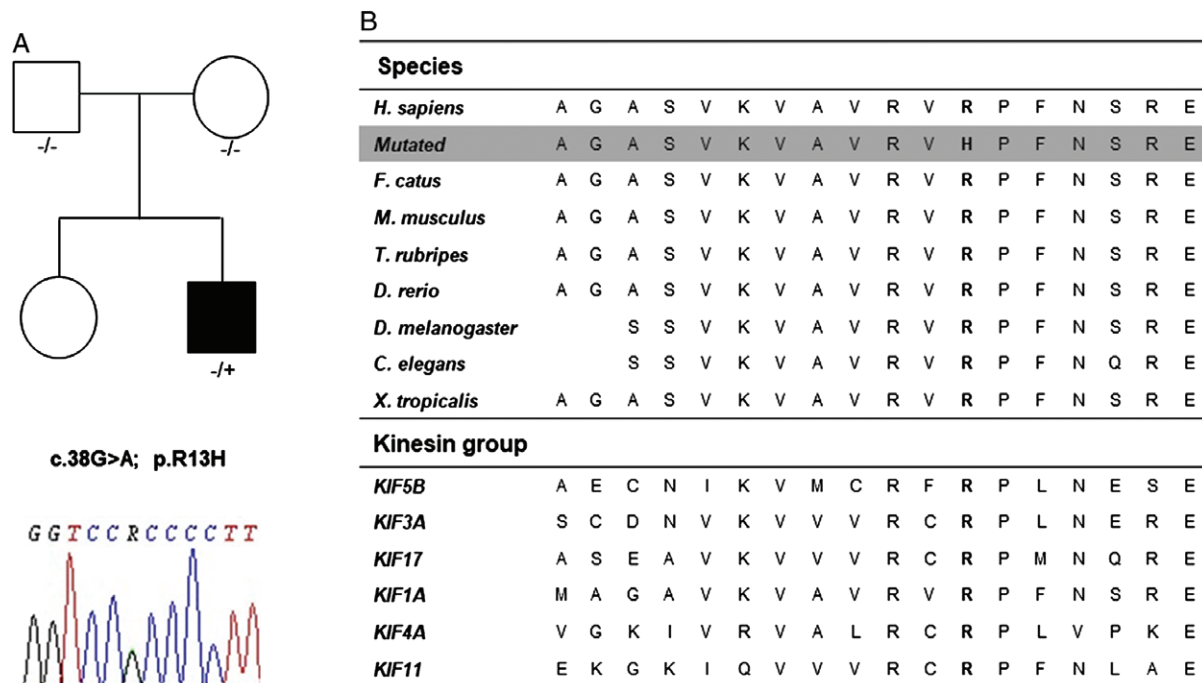 A
-/- -/-
-/+
c.38G>A; p.R13H
G G T C C R C C C C T T
B
Species
H. sapiens A G A S V K V A V R V R P F N S R E
Mutated A G A S V K V A V R V H P F N S R E
F. catus A G A S V K V A V R V R P F N S R E
M. musculus A G A S V K V A V R V R P F N S R E
T. rubripes A G A S V K V A V R V R P F N S R E
D. rerio A G A S V K V A V R V R P F N S R E
D. melanogaster S S V K V A V R V R P F N S R E
C. elegans S S V K V A V R V R P F N Q R E
X. tropicalis A G A S V K V A V R V R P F N S R E
Kinesin group
KIF5B A E C N I K V M C R F R P L N E S E
KIF3A S C D N V K V V V R C R P L N E R E
KIF17 A S E A V K V V V R C R P M N Q R E
KIF1A M A G A V K V A V R V R P F N S R E
KIF4A V G K I V R V A L R C R P L V P K E
KIF11 E K G K I Q V V V R C R P F N L A E